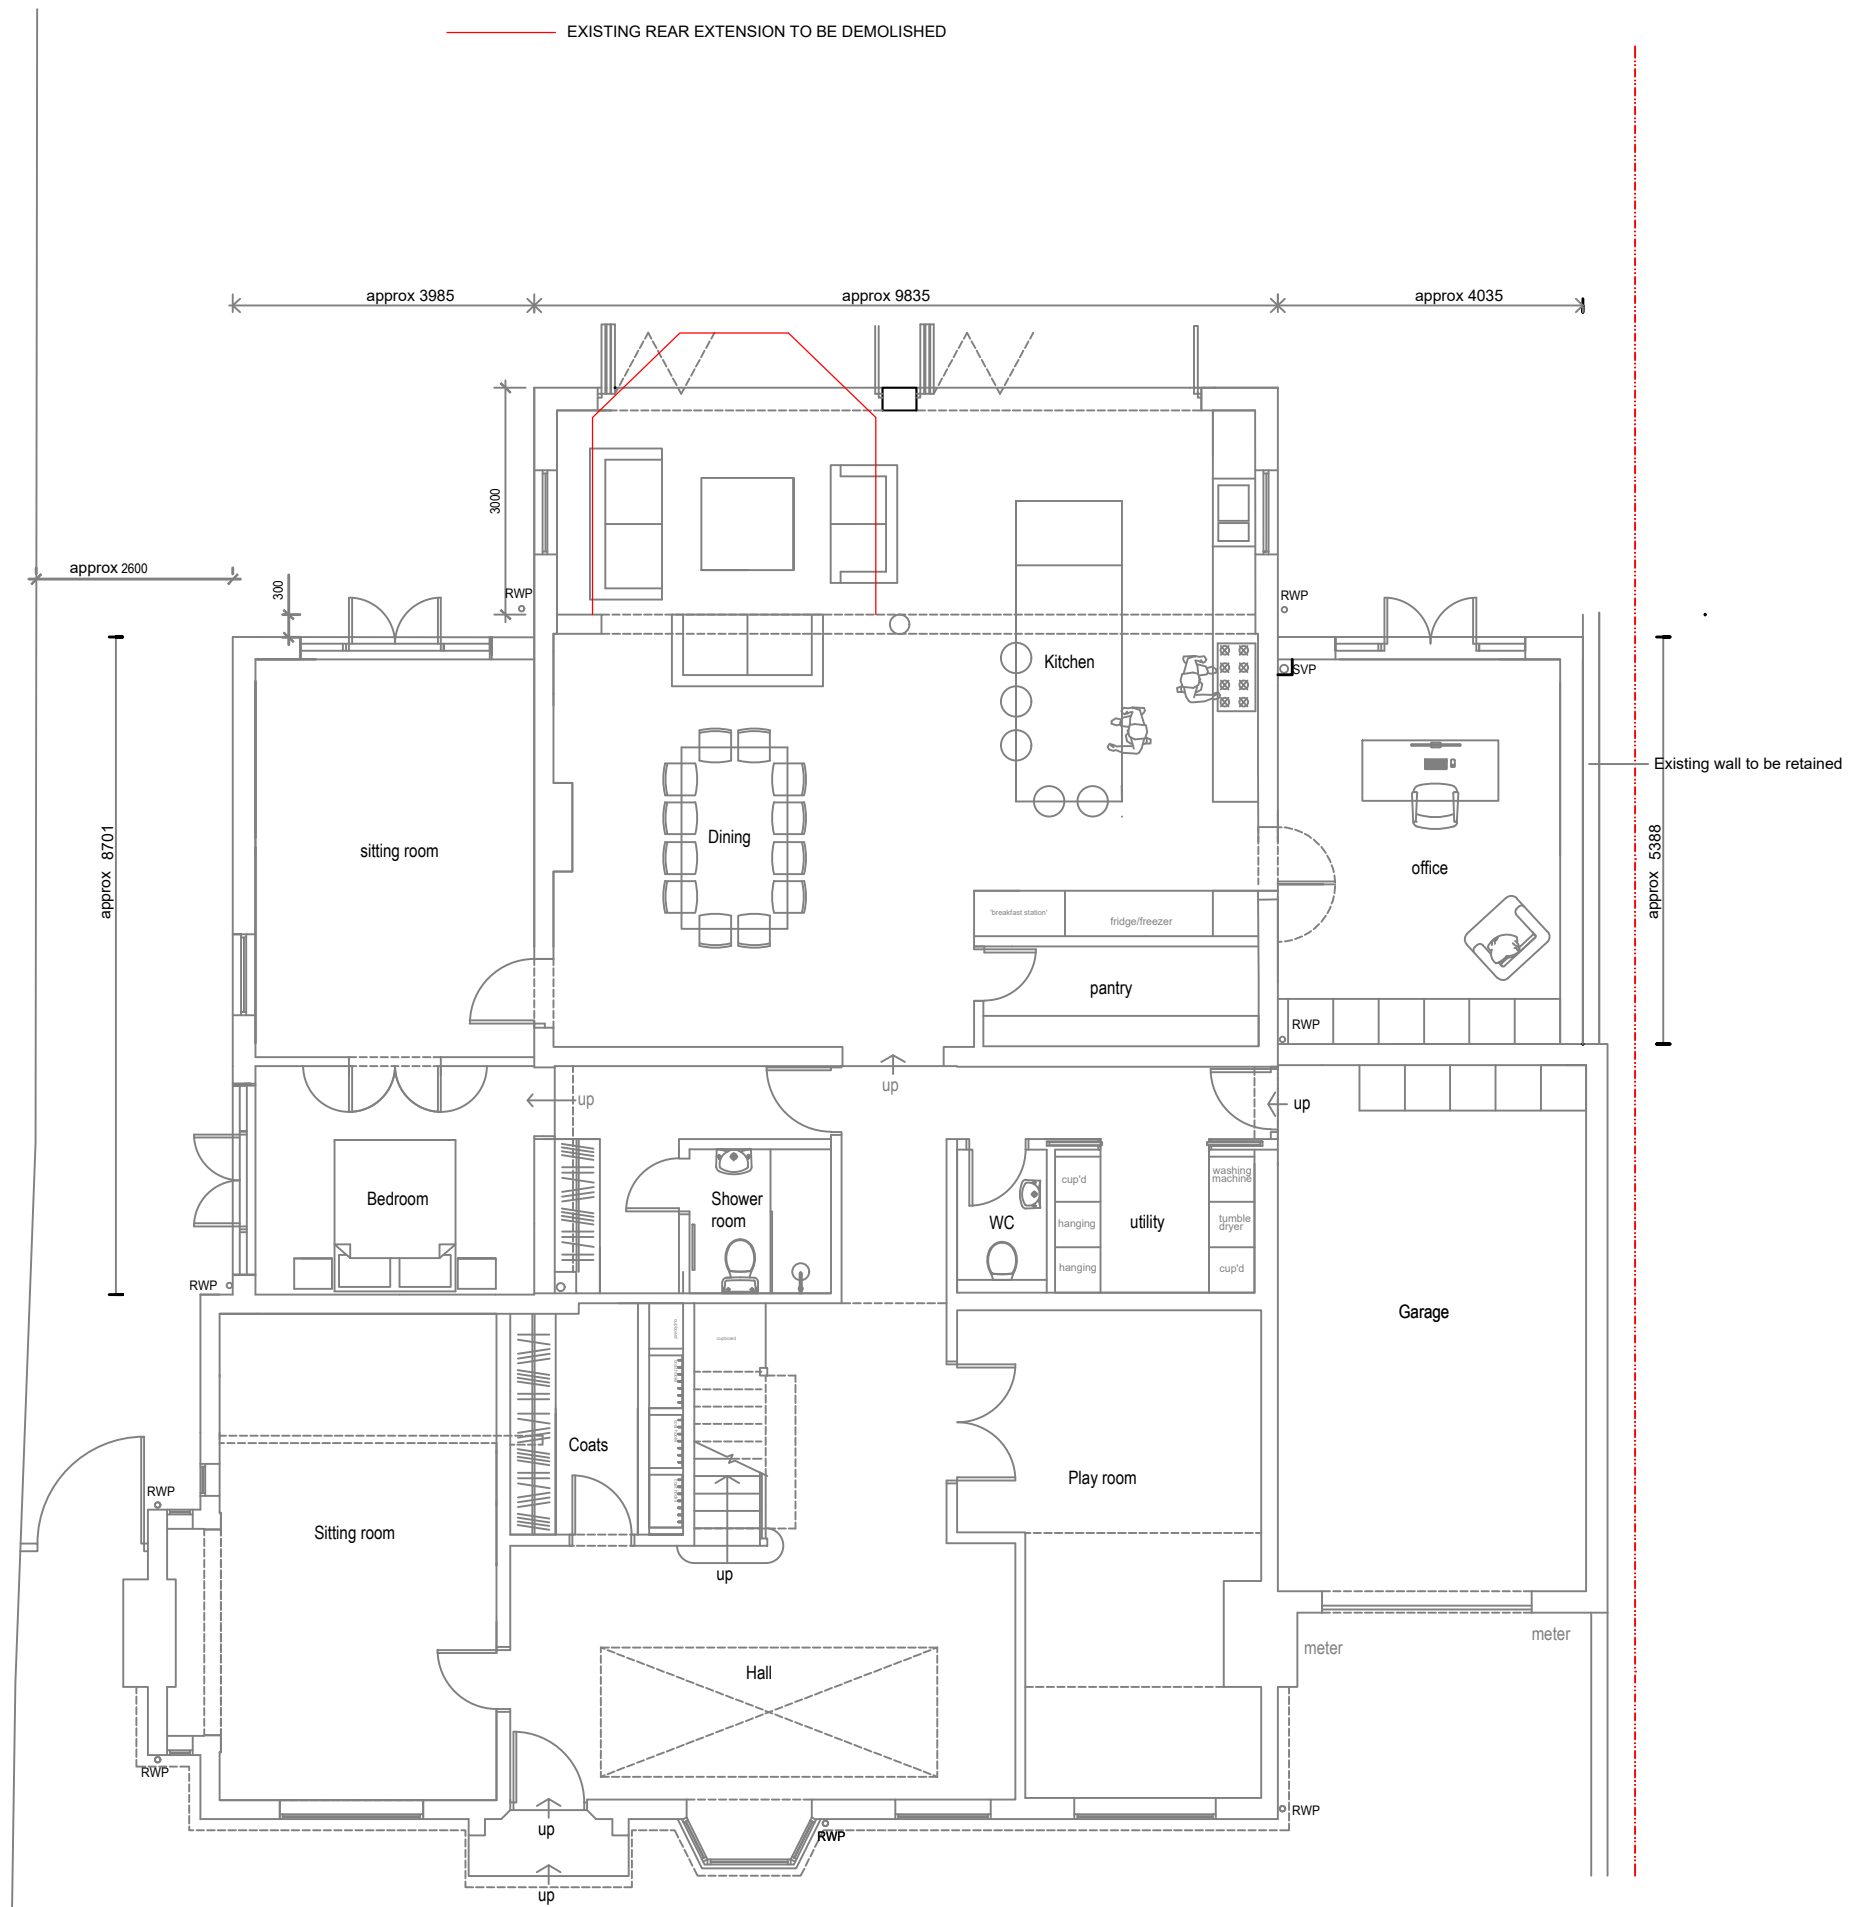 EXISTING REAR EXTENSION TO BE DEMOLISHED
approx 3985
approx 9835
approx 4035
3000
approx 2600
300
RWP
RWP
Kitchen
SVP
Existing wall to be retained
approx 8701
sitting room
Dining
approx 5388
office
'breakfast station'
fridge/freezer
pantry
RWP
up
up
up
Bedroom
Shower
room
WC
cup'd
hanging
hanging
utility
washing
machine
tumble
dryer
cup'd
RWP
Garage
cupboard
Coats
Play room
RWP
Sitting room
up
meter
meter
Hall
RWP
up
RWP
RWP
up